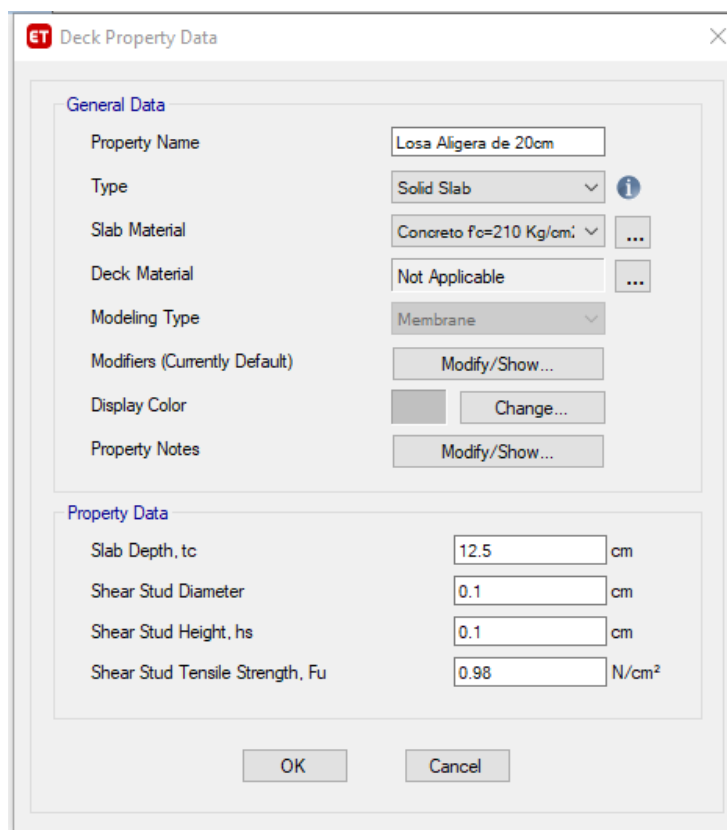 ET Deck Property Data
General Data
Property Name Losa Aligera de 20cm
Type Solid Slab
Slab Material Concreto f'c=210 Kg/cm2 ...
Deck Material Not Applicable ...
Modeling Type Membrane
Modifiers (Currently Default) Modify/Show...
Display Color Change...
Property Notes Modify/Show...
Property Data
Slab Depth, tc 12.5 cm
Shear Stud Diameter 0.1 cm
Shear Stud Height, hs 0.1 cm
Shear Stud Tensile Strength, Fu 0.98 N/cm²
OK Cancel